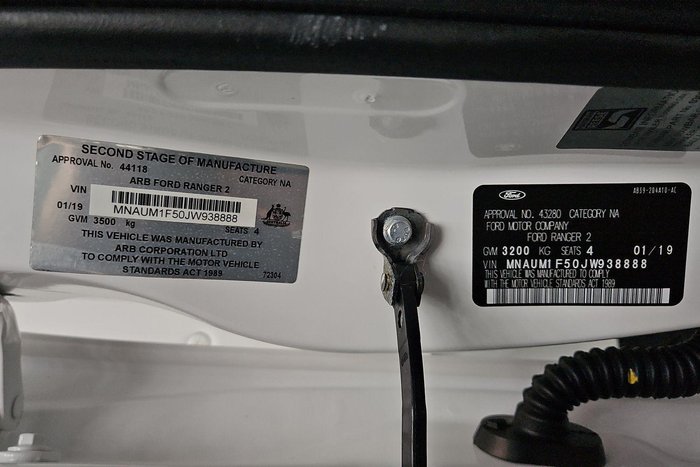 SECOND STAGE OF MANUFACTURE
APPROVAL No. 44118 CATEGORY NA
ARB FORD RANGER 2
VIN
01/19 MNAUM1F50JW938888
GVM 3500 kg SEATS 4
THIS VEHICLE WAS MANUFACTURED BY
ARB CORPORATION LTD
TO COMPLY WITH THE MOTOR VEHICLE
STANDARDS ACT 1989 72304
Ford AB39-204A10-AC
APPROVAL NO. 43280 CATEGORY NA
FORD MOTOR COMPANY
FORD RANGER 2
GVM 3200 KG SEATS 4 01/19
VIN MNAUM1F50JW938888
THIS VEHICLE WAS MANUFACTURED TO COMPLY
WITH THE MOTOR VEHICLE STANDARDS ACT 1989